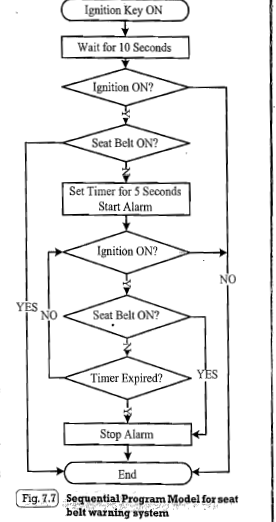 Ignition Key ON
Wait for 10 Seconds
Ignition ON?
Seat Belt ON?
Set Timer for 5 Seconds
Start Alarm
Ignition ON?
NO
YES
NO
Seat Belt ON?
YES
Timer Expired?
Stop Alarm
End
Fig. 7.7 Sequential Program Model for seat
belt warning system